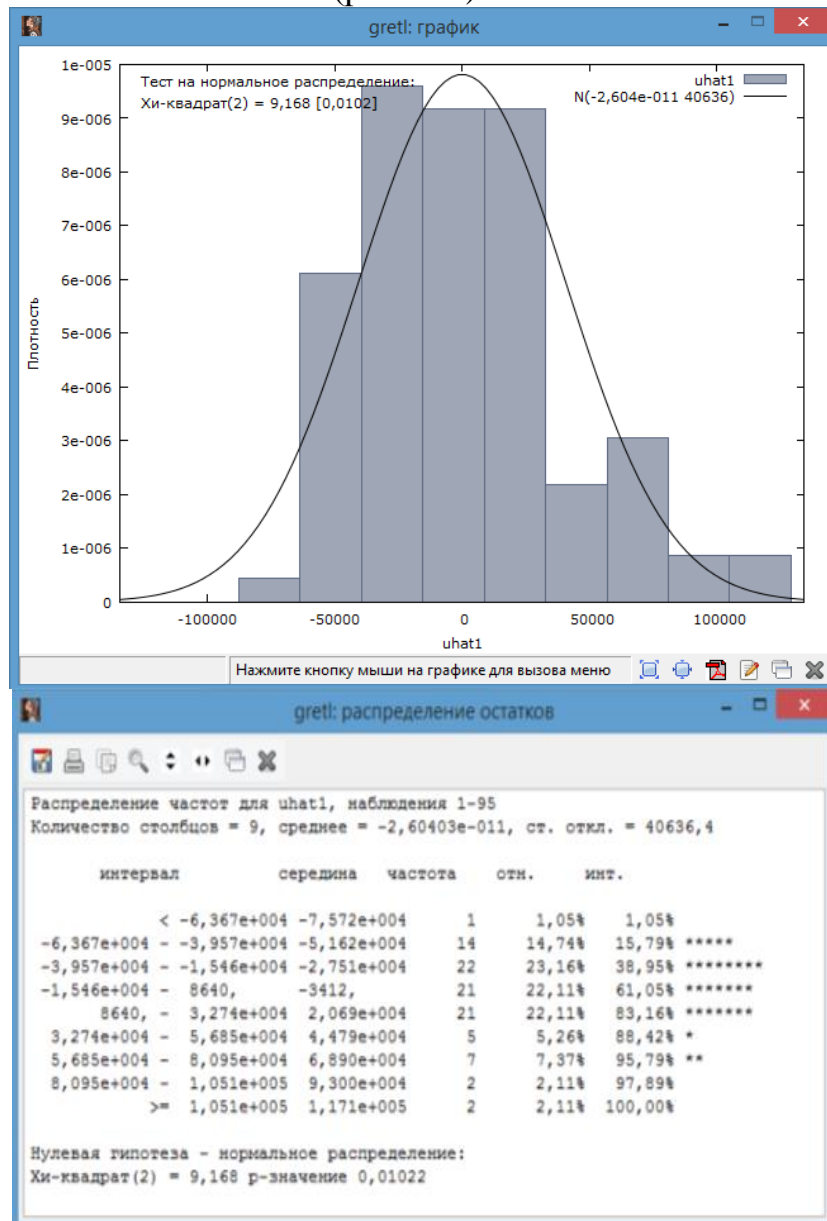 gretl: график
1e-005
9e-006
8e-006
7e-006
6e-006
5e-006
4e-006
3e-006
2e-006
1e-006
0
Плотность
Тест на нормальное распределение:
Хи-квадрат(2) = 9,168 [0,0102]
uhat1
N(-2,604e-011 40636)
-100000 -50000 0 50000 100000
uhat1
Нажмите кнопку мыши на графике для вызова меню
gretl: распределение остатков
Распределение частот для uhat1, наблюдения 1-95
Количество столбцов = 9, среднее = -2,60403e-011, ст. откл. = 40636,4
интервал середина частота отн. инт.
< -6,367e+004 -7,572e+004 1 1,05% 1,05%
-6,367e+004 - -3,957e+004 -5,162e+004 14 14,74% 15,79% *****
-3,957e+004 - -1,546e+004 -2,751e+004 22 23,16% 38,95% ********
-1,546e+004 - 8640, -3412, 21 22,11% 61,05% *******
8640, - 3,274e+004 2,069e+004 21 22,11% 83,16% *******
3,274e+004 - 5,685e+004 4,479e+004 5 5,26% 88,42% *
5,685e+004 - 8,095e+004 6,890e+004 7 7,37% 95,79% **
8,095e+004 - 1,051e+005 9,300e+004 2 2,11% 97,89%
>= 1,051e+005 1,171e+005 2 2,11% 100,00%
Нулевая гипотеза - нормальное распределение:
Хи-квадрат(2) = 9,168 р-значение 0,01022